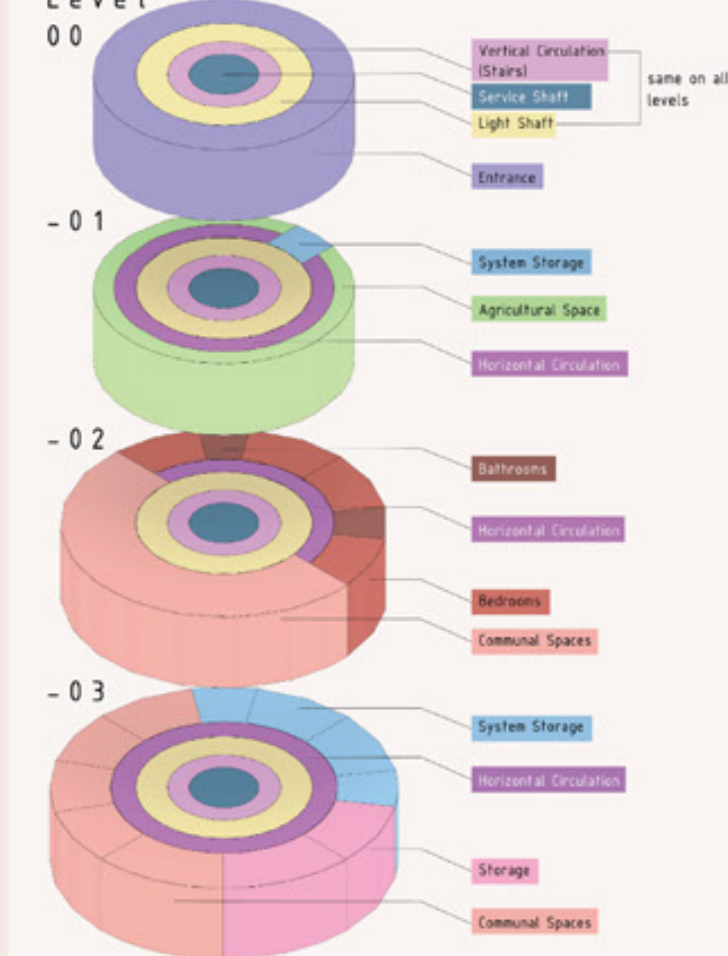 Level
00
Vertical Circulation
(Stairs)
same on all
levels
Service Shaft
Light Shaft
Entrance
-01
System Storage
Agricultural Space
Horizontal Circulation
-02
Bathrooms
Horizontal Circulation
Bedrooms
Communal Spaces
-03
System Storage
Horizontal Circulation
Storage
Communal Spaces